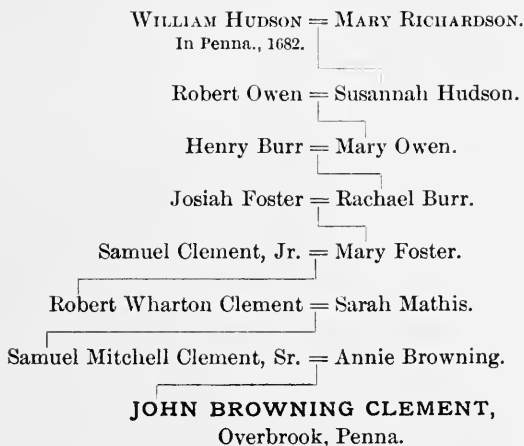 WILLIAM HUDSON = MARY RICHARDSON.
In Penna., 1682.
Robert Owen = Susannah Hudson.
Henry Burr = Mary Owen.
Josiah Foster = Rachael Burr.
Samuel Clement, Jr. = Mary Foster.
Robert Wharton Clement = Sarah Mathis.
Samuel Mitchell Clement, Sr. = Annie Browning.
JOHN BROWNING CLEMENT,
Overbrook, Penna.